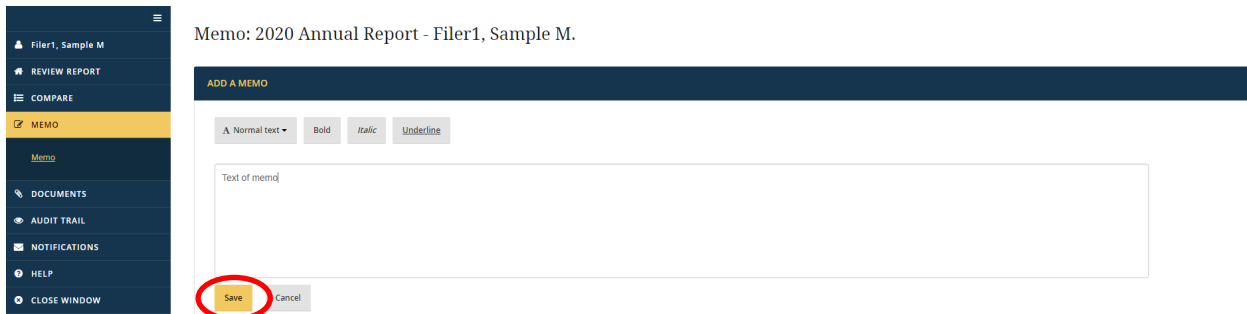 Filer1, Sample M
REVIEW REPORT
COMPARE
MEMO
Memo
DOCUMENTS
AUDIT TRAIL
NOTIFICATIONS
HELP
CLOSE WINDOW
Memo: 2020 Annual Report - Filer1, Sample M.
ADD A MEMO
A Normal text Bold Italic Underline
Text of memo
Save Cancel